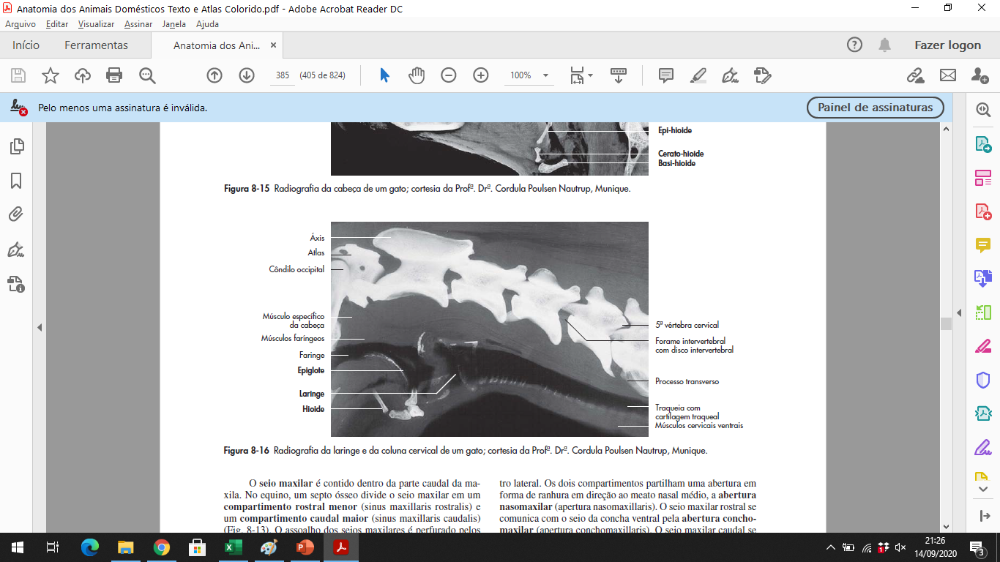 Anatomia dos Animais Domésticos Texto e Atlas Colorido.pdf - Adobe Acrobat Reader DC
Arquivo Editar Visualizar Assinar Janela Ajuda
Início Ferramentas Anatomia dos Ani... × ? Fazer logon
385 (405 de 824) 100%
Pelo menos uma assinatura é inválida. Painel de assinaturas
Epi-hioide
Cerato-hioide
Basi-hioide
Figura 8-15 Radiografia da cabeça de um gato; cortesia da Profª. Drª. Cordula Poulsen Nautrup, Munique.
Áxis
Atlas
Côndilo occipital
Músculo específico
da cabeça
Músculos faríngeos
Faringe
Epiglote
Laringe
Hioide
5ª vértebra cervical
Forame intervertebral
com disco intervertebral
Processo transverso
Traqueia com
cartilagem traqueal
Músculos cervicais ventrais
Figura 8-16 Radiografia da laringe e da coluna cervical de um gato; cortesia da Profª. Drª. Cordula Poulsen Nautrup, Munique.
O seio maxilar é contido dentro da parte caudal da ma-
xila. No equino, um septo ósseo divide o seio maxilar em um
compartimento rostral menor (sinus maxillaris rostralis) e
um compartimento caudal maior (sinus maxillaris caudalis)
(Fig. 8-13). O assoalho dos seios maxilares é perfurado pelos
tro lateral. Os dois compartimentos partilham uma abertura em
forma de ranhura em direção ao meato nasal médio, a abertura
nasomaxilar (apertura nasomaxillaris). O seio maxilar rostral se
comunica com o seio da concha ventral pela abertura concho-
maxilar (apertura conchomaxillaris). O seio maxilar caudal se
21:26
14/09/2020
3